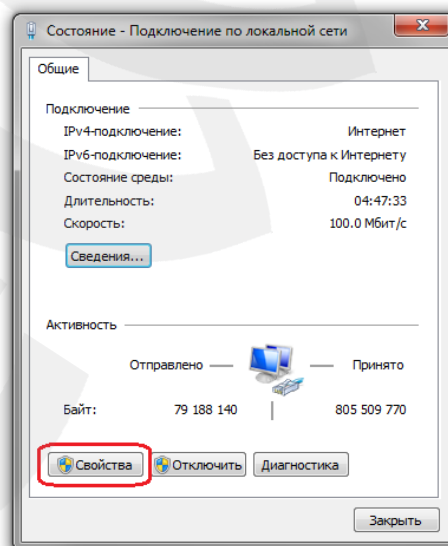 Состояние - Подключение по локальной сети
Общие
Подключение
IPv4-подключение: Интернет
IPv6-подключение: Без доступа к Интернету
Состояние среды: Подключено
Длительность: 04:47:33
Скорость: 100.0 Мбит/с
Сведения...
Активность
Отправлено — — Принято
Байт: 79 188 140 | 805 509 770
Свойства Отключить Диагностика
Закрыть